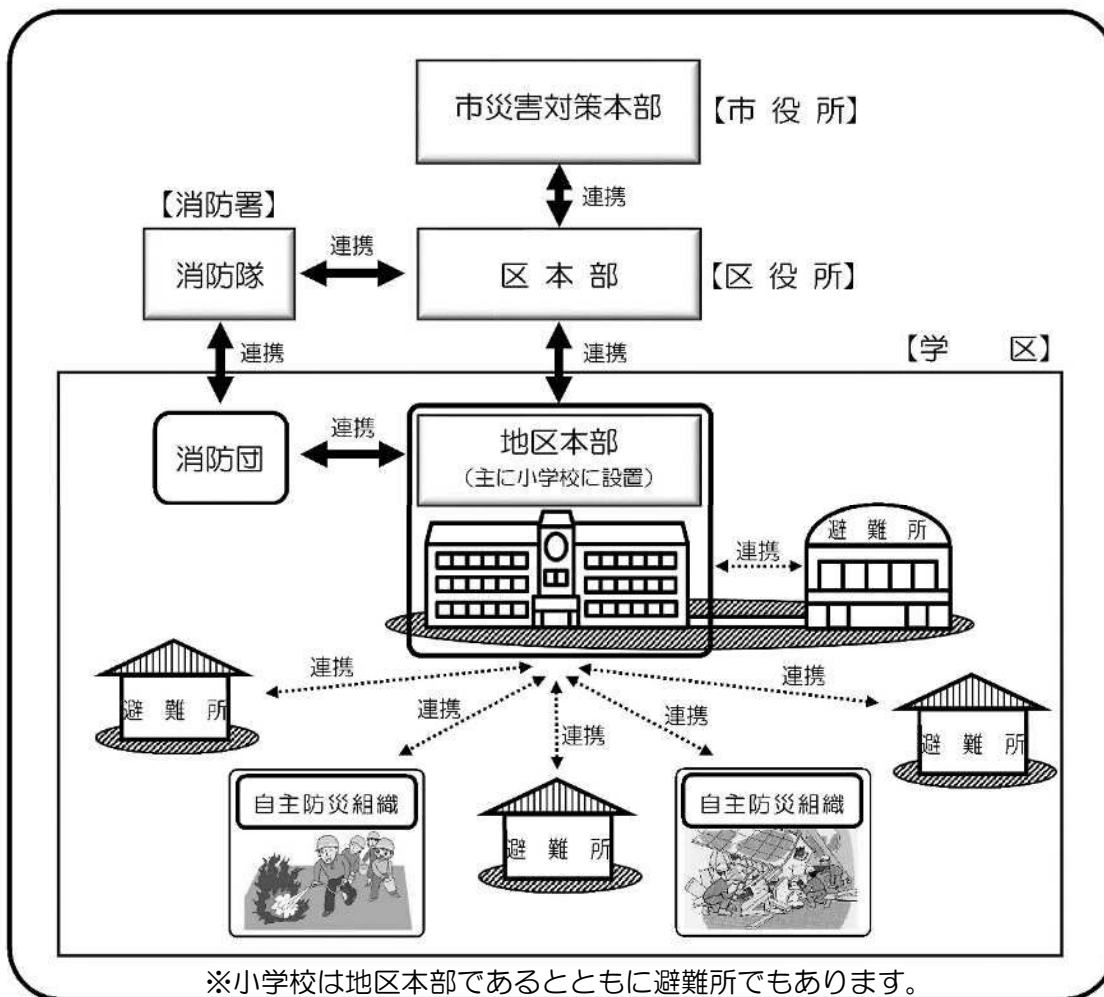 市災害対策本部
【市 役 所】
連携
【消防署】
消防隊
連携
区 本 部
【区 役 所】
連携
連携
【学 区】
消防団
連携
地区本部
（主に小学校に設置）
避 難 所
連携
連携
連携
連携
連携
連携
避 難 所
避 難 所
自主防災組織
避 難 所
自主防災組織
※小学校は地区本部であるとともに避難所でもあります。